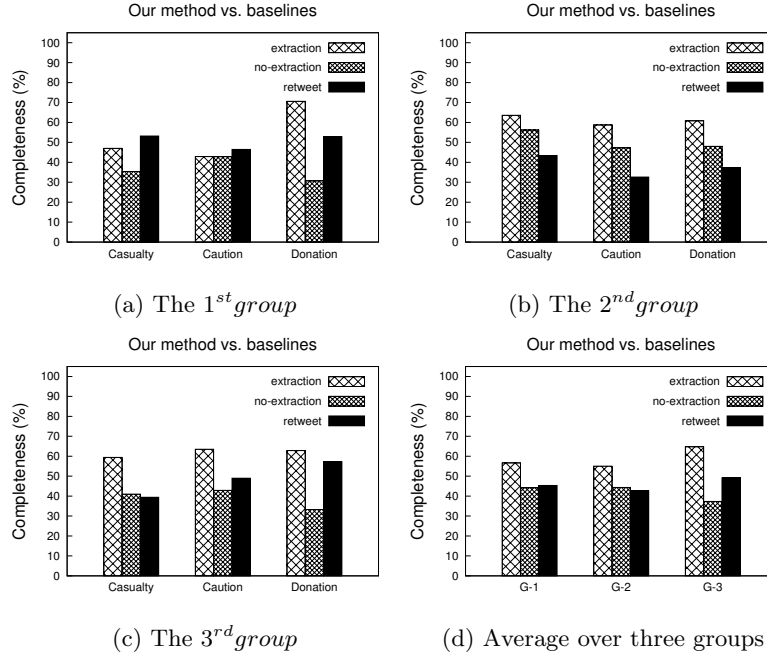 Our method vs. baselines
Completeness (%)
100
90
80
70
60
50
40
30
20
10
0
extraction
no-extraction
retweet
Casualty Caution Donation
(a) The 1st group
Our method vs. baselines
Completeness (%)
100
90
80
70
60
50
40
30
20
10
0
extraction
no-extraction
retweet
Casualty Caution Donation
(b) The 2nd group
Our method vs. baselines
Completeness (%)
100
90
80
70
60
50
40
30
20
10
0
extraction
no-extraction
retweet
Casualty Caution Donation
(c) The 3rd group
Our method vs. baselines
Completeness (%)
100
90
80
70
60
50
40
30
20
10
0
extraction
no-extraction
retweet
G-1 G-2 G-3
(d) Average over three groups